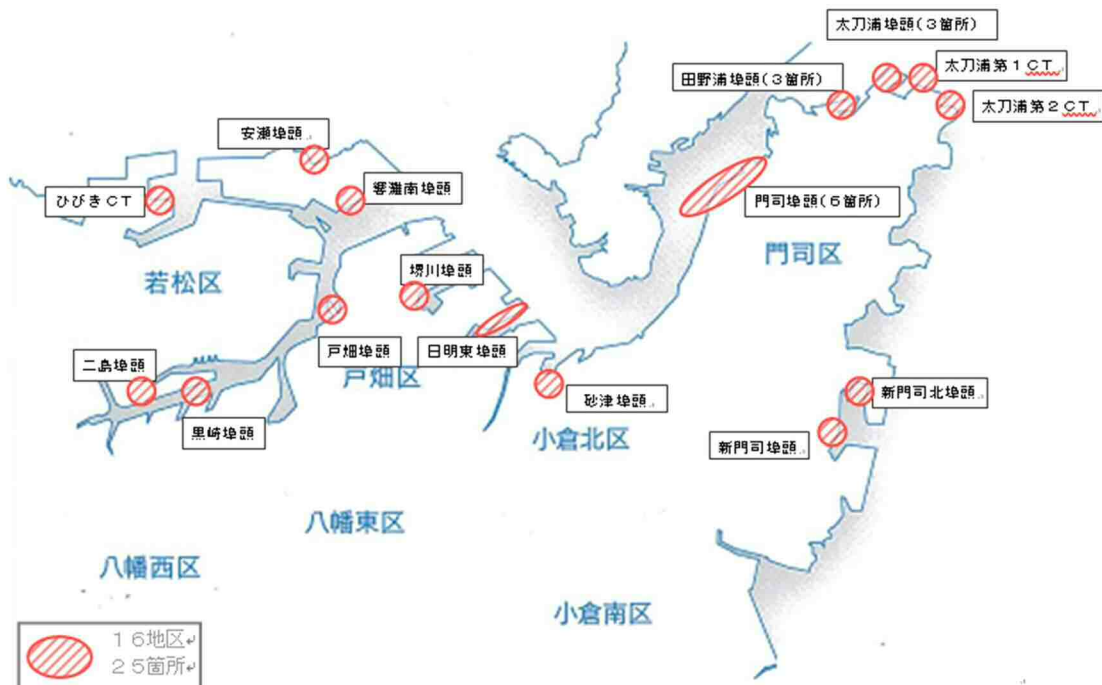 太刀浦埠頭(3箇所)
田野浦埠頭(3箇所)
太刀浦第1CT
太刀浦第2CT
安瀬埠頭
ひびきCT
響灘南埠頭
門司埠頭(6箇所)
門司区
若松区
堺川埠頭
戸畑埠頭
日明東埠頭
二島埠頭
戸畑区
黒崎埠頭
砂津埠頭
新門司北埠頭
小倉北区
新門司埠頭
八幡東区
八幡西区
小倉南区
16地区
25箇所